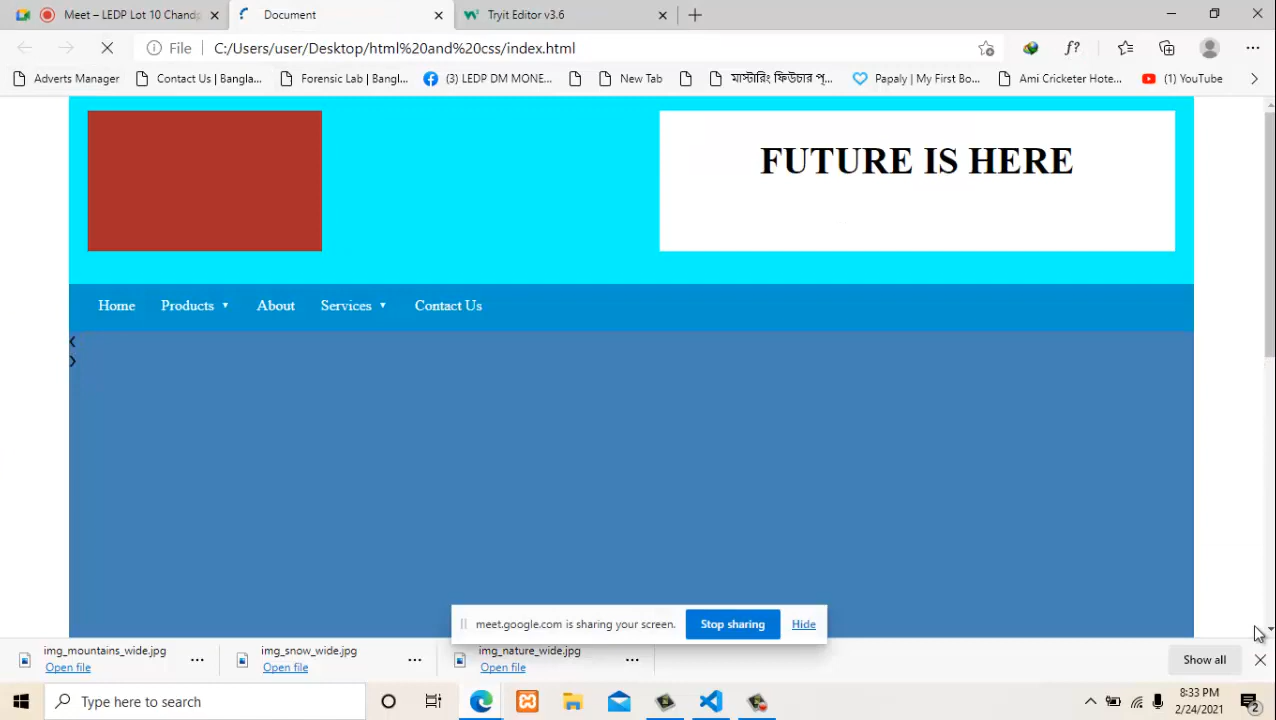 Meet – LEDP Lot 10 Chandp
Document
Tryit Editor v3.6
File
C:/Users/user/Desktop/html%20and%20css/index.html
Adverts Manager
Contact Us | Bangla...
Forensic Lab | Bangl...
(3) LEDP DM MONE...
New Tab
মাস্টারিং ফিউচার প্...
Papaly | My First Bo...
Ami Cricketer Hote...
(1) YouTube
FUTURE IS HERE
Home Products ▼ About Services ▼ Contact Us
❮
❯
meet.google.com is sharing your screen. Stop sharing Hide
img_mountains_wide.jpg
Open file
img_snow_wide.jpg
Open file
img_nature_wide.jpg
Open file
Show all
Type here to search
8:33 PM
2/24/2021
2